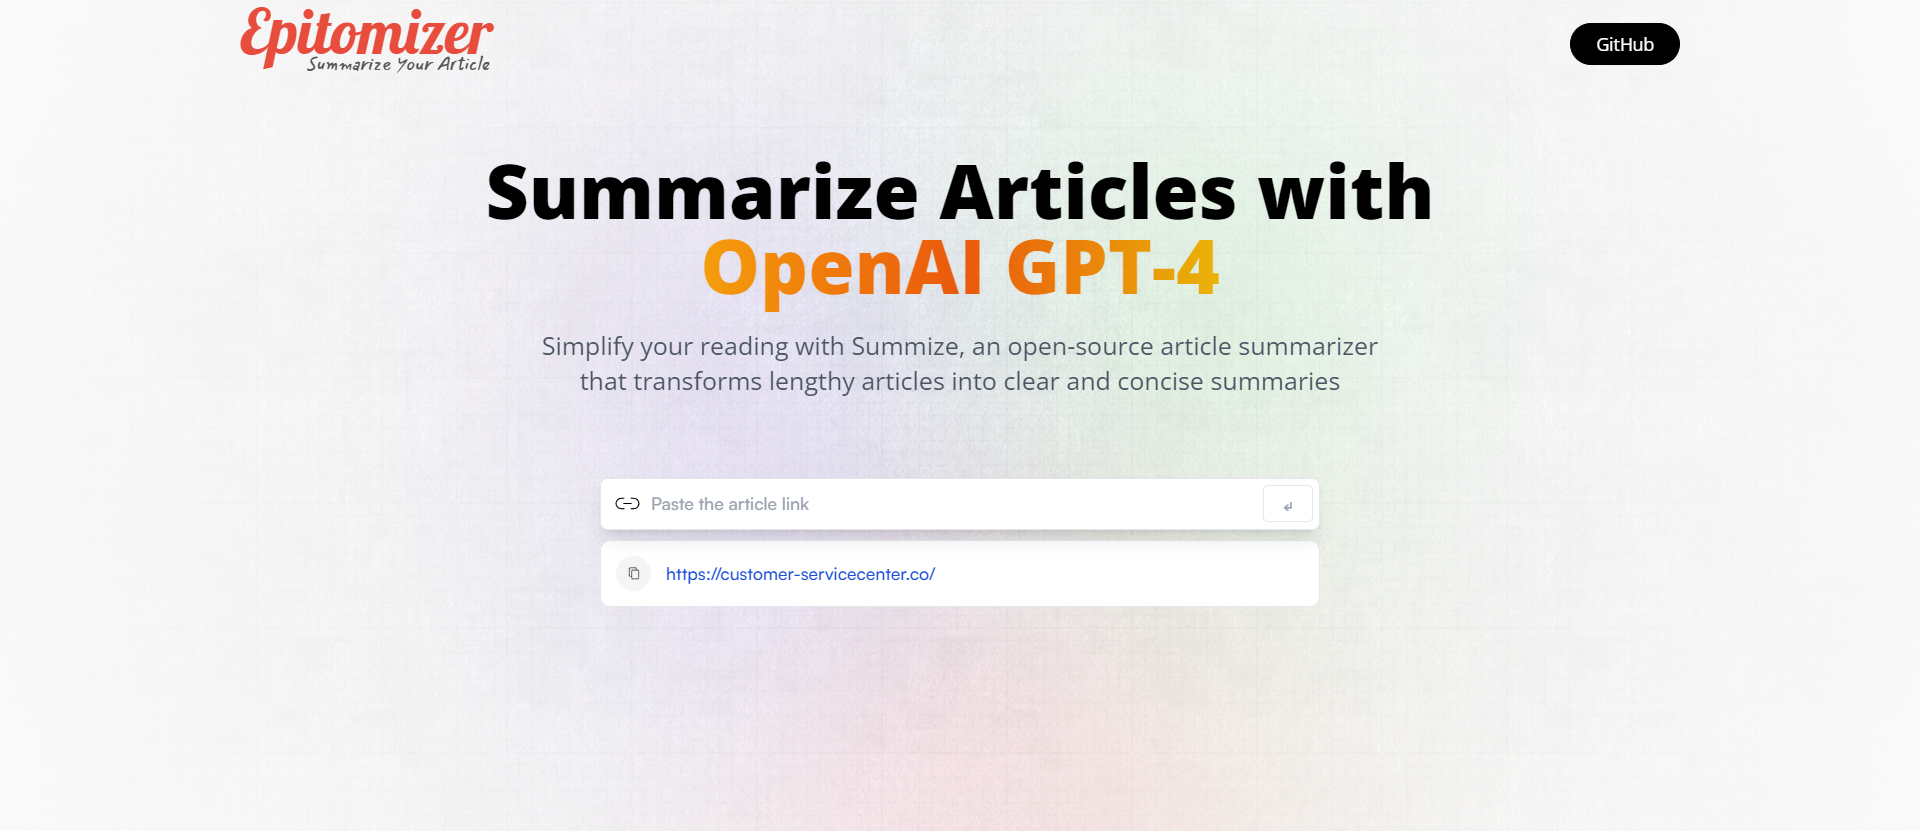 Epitomizer
Summarize Your Article
GitHub
Summarize Articles with
OpenAI GPT-4
Simplify your reading with Summize, an open-source article summarizer
that transforms lengthy articles into clear and concise summaries
Paste the article link
↵
https://customer-servicecenter.co/